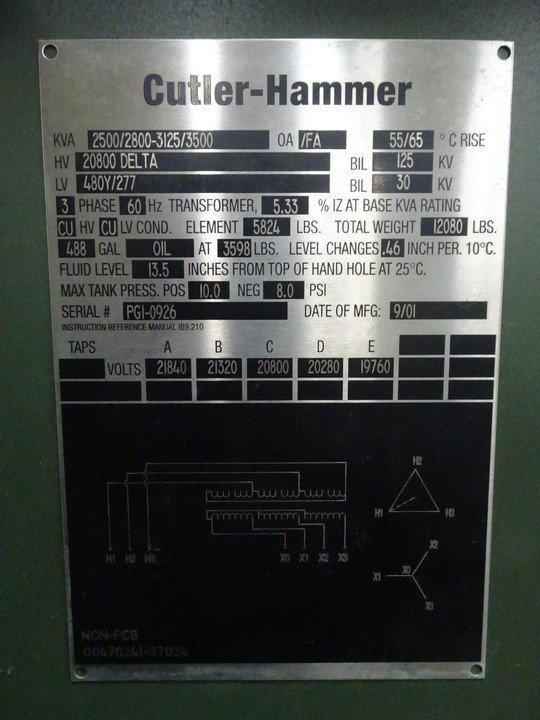 Cutler-Hammer
KVA 2500/2800-3125/3500 OA /FA 55/65 °C RISE
HV 20800 DELTA BIL 125 KV
LV 480Y/277 BIL 30 KV
3 PHASE 60 Hz TRANSFORMER, 5.33 % IZ AT BASE KVA RATING
CU HV CU LV COND. ELEMENT 5824 LBS. TOTAL WEIGHT 12080 LBS.
488 GAL OIL AT 3598 LBS. LEVEL CHANGES .46 INCH PER. 10°C.
FLUID LEVEL 13.5 INCHES FROM TOP OF HAND HOLE AT 25°C.
MAX TANK PRESS. POS 10.0 NEG 8.0 PSI
SERIAL # PGI-0926 DATE OF MFG: 9/01
INSTRUCTION REFERENCE MANUAL I89.210
TAPS A B C D E
VOLTS 21840 21320 20800 20280 19760
H2
H1 H3
H1 H2 H3 X0 X1 X2 X3
X2
X1 X0
X3
NON-PCB
G0470241-G7024